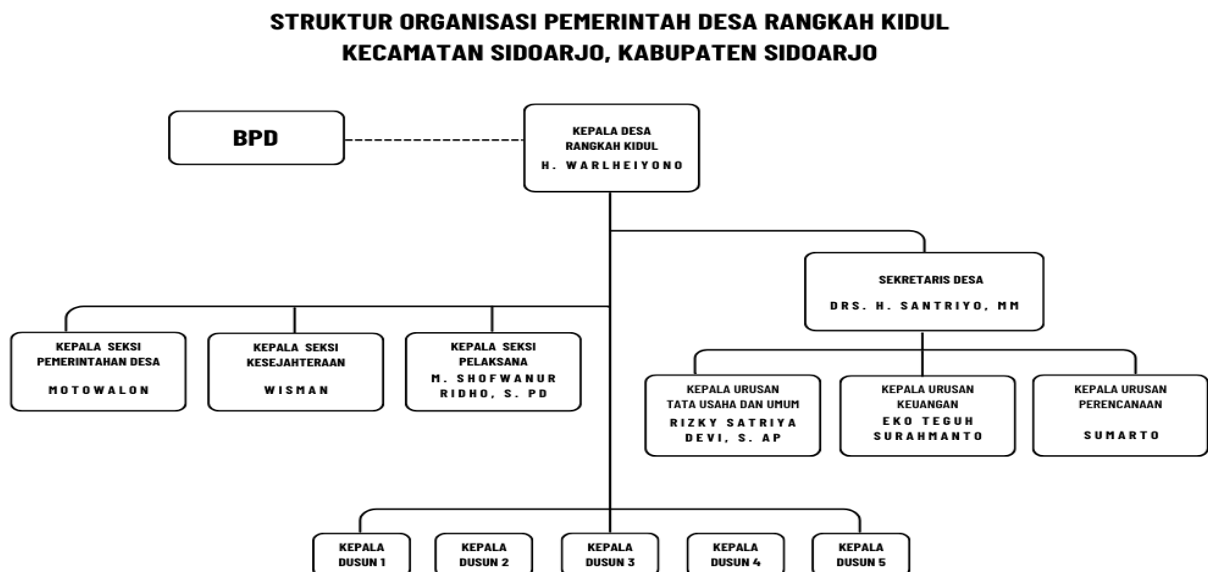 STRUKTUR ORGANISASI PEMERINTAH DESA RANGKAH KIDUL
KECAMATAN SIDOARJO, KABUPATEN SIDOARJO
BPD
KEPALA DESA
RANGKAH KIDUL
H. WARLHEIYONO
SEKRETARIS DESA
DRS. H. SANTRIYO, MM
KEPALA SEKSI
PEMERINTAHAN DESA
MOTOWALON
KEPALA SEKSI
KESEJAHTERAAN
WISMAN
KEPALA SEKSI
PELAKSANA
M. SHOFWANUR
RIDHO, S. PD
KEPALA URUSAN
TATA USAHA DAN UMUM
RIZKY SATRIYA
DEVI, S. AP
KEPALA URUSAN
KEUANGAN
EKO TEGUH
SURAHMANTO
KEPALA URUSAN
PERENCANAAN
SUMARTO
KEPALA
DUSUN 1
KEPALA
DUSUN 2
KEPALA
DUSUN 3
KEPALA
DUSUN 4
KEPALA
DUSUN 5